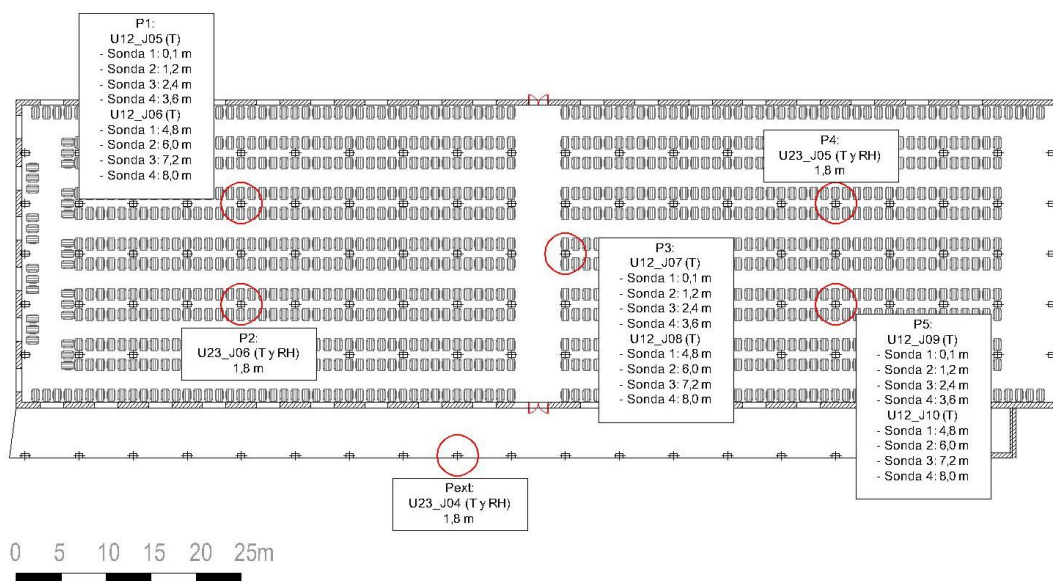 P1:
U12_J05 (T)
- Sonda 1: 0,1 m
- Sonda 2: 1,2 m
- Sonda 3: 2,4 m
- Sonda 4: 3,6 m
U12_J06 (T)
- Sonda 1: 4,8 m
- Sonda 2: 6,0 m
- Sonda 3: 7,2 m
- Sonda 4: 8,0 m
P4:
U23_J05 (T y RH)
1,8 m
P3:
U12_J07 (T)
- Sonda 1: 0,1 m
- Sonda 2: 1,2 m
- Sonda 3: 2,4 m
- Sonda 4: 3,6 m
U12_J08 (T)
- Sonda 1: 4,8 m
- Sonda 2: 6,0 m
- Sonda 3: 7,2 m
- Sonda 4: 8,0 m
P2:
U23_J06 (T y RH)
1,8 m
P5:
U12_J09 (T)
- Sonda 1: 0,1 m
- Sonda 2: 1,2 m
- Sonda 3: 2,4 m
- Sonda 4: 3,6 m
U12_J10 (T)
- Sonda 1: 4,8 m
- Sonda 2: 6,0 m
- Sonda 3: 7,2 m
- Sonda 4: 8,0 m
Pext:
U23_J04 (T y RH)
1,8 m
0 5 10 15 20 25m